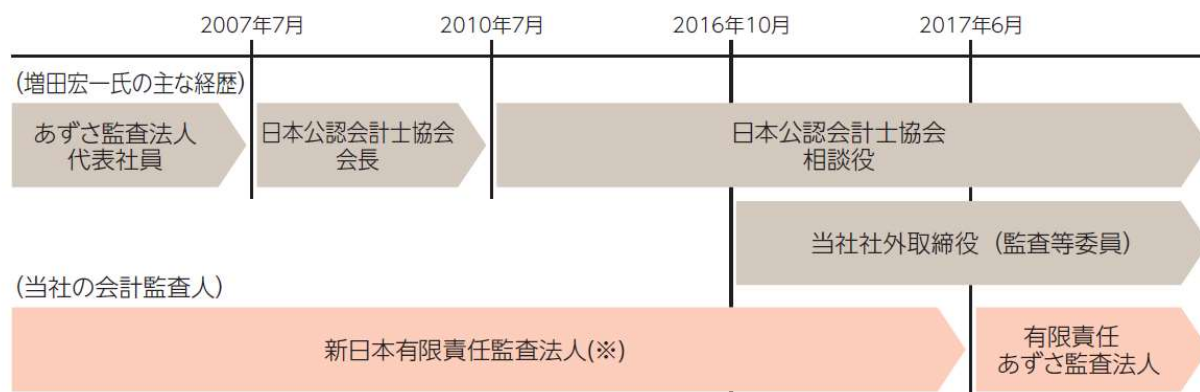 2007年7月
2010年7月
2016年10月
2017年6月
(増田宏一氏の主な経歴)
あずさ監査法人
代表社員
日本公認会計士協会
会長
日本公認会計士協会
相談役
当社社外取締役（監査等委員）
(当社の会計監査人)
新日本有限責任監査法人(※)
有限責任
あずさ監査法人